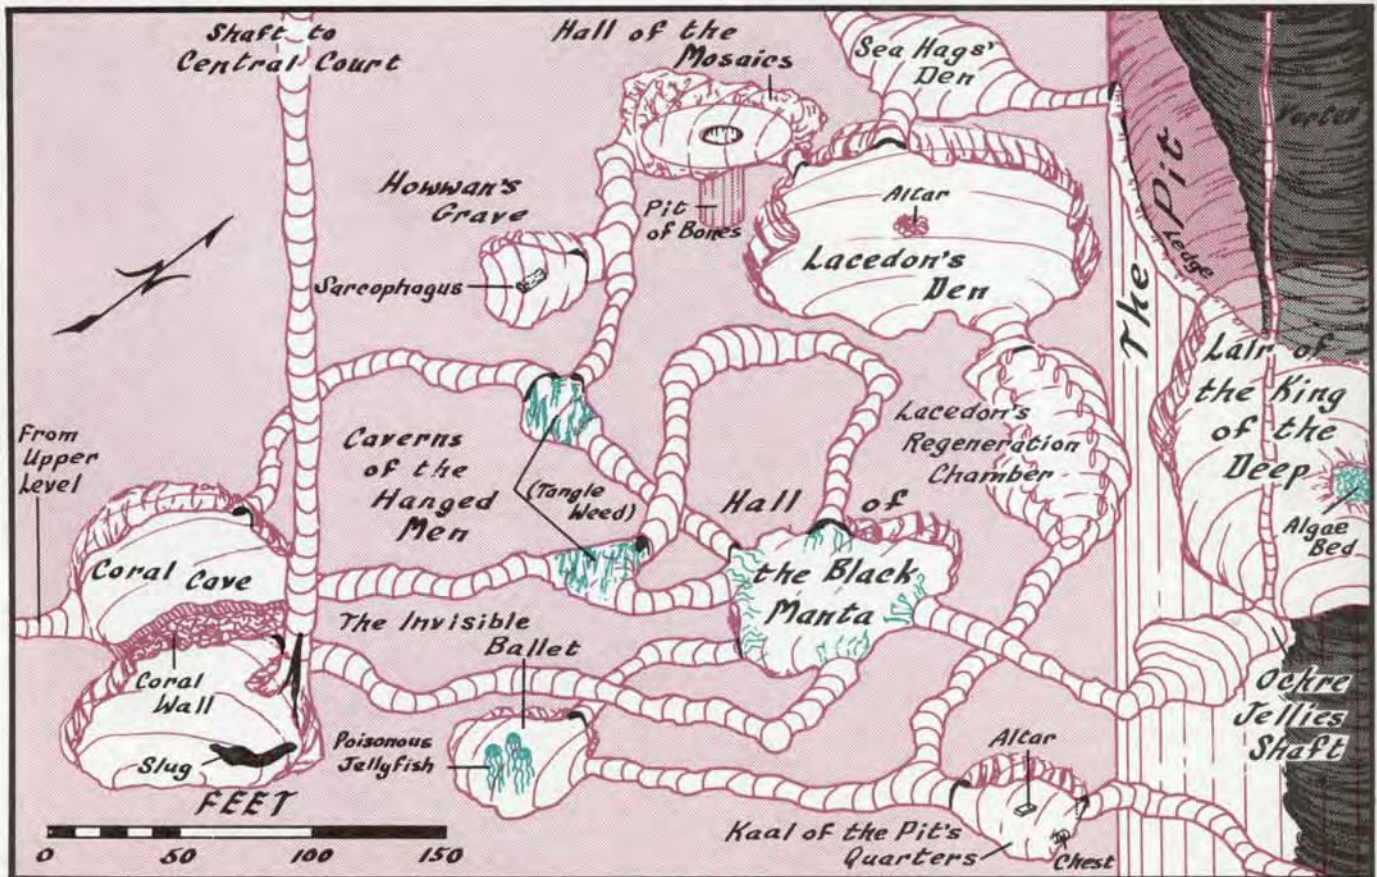 Shaft to
Central Court
Hall of the
Mosaics
Sea Hags'
Den
Vortex
The Pit
Ledge
Howwan's
Grave
Pit
of Bones
Altar
Sarcophagus
Lacedon's
Den
Lair of
the King
of the
Deep
From
Upper
Level
Caverns
of the
Hanged
Men
(Tangle
Weed)
Lacedon's
Regeneration
Chamber
Algae
Bed
Hall of
the Black
Manta
Coral Cave
The Invisible
Ballet
Coral
Wall
Ochre
Jellies
Shaft
Slug
Poisonous
Jellyfish
Altar
Kaal of the Pit's
Quarters
Chest
FEET
0 50 100 150